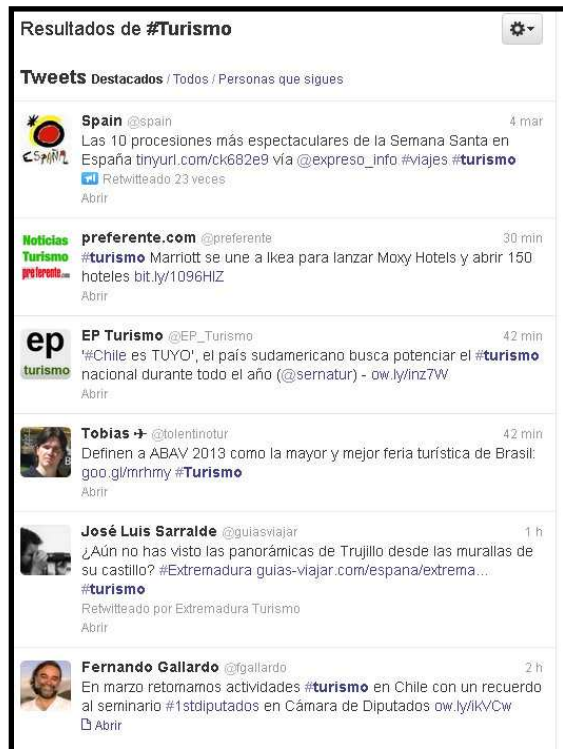 Resultados de #Turismo
Tweets Destacados / Todos / Personas que sigues
Spain @spain 4 mar
Las 10 procesiones más espectaculares de la Semana Santa en
España tinyurl.com/ck682e9 vía @expreso_info #viajes #turismo
Retwitteado 23 veces
Abrir
ESPAÑA
preferente.com @preferente 30 min
#turismo Marriott se une a Ikea para lanzar Moxy Hotels y abrir 150
hoteles bit.ly/1096HIZ
Abrir
Noticias
Turismo
preferente.com
EP Turismo @EP_Turismo 42 min
'#Chile es TUYO', el país sudamericano busca potenciar el #turismo
nacional durante todo el año (@sernatur) - ow.ly/inz7W
Abrir
ep
turismo
Tobias ✈ @tolentinotur 42 min
Definen a ABAV 2013 como la mayor y mejor feria turística de Brasil:
goo.gl/mrhmy #Turismo
Abrir
José Luis Sarralde @guiasviajar 1 h
¿Aún no has visto las panorámicas de Trujillo desde las murallas de
su castillo? #Extremadura guias-viajar.com/espana/extrema...
#turismo
Retwitteado por Extremadura Turismo
Abrir
Fernando Gallardo @fgallardo 2 h
En marzo retomamos actividades #turismo en Chile con un recuerdo
al seminario #1stdiputados en Cámara de Diputados ow.ly/ikVCw
Abrir